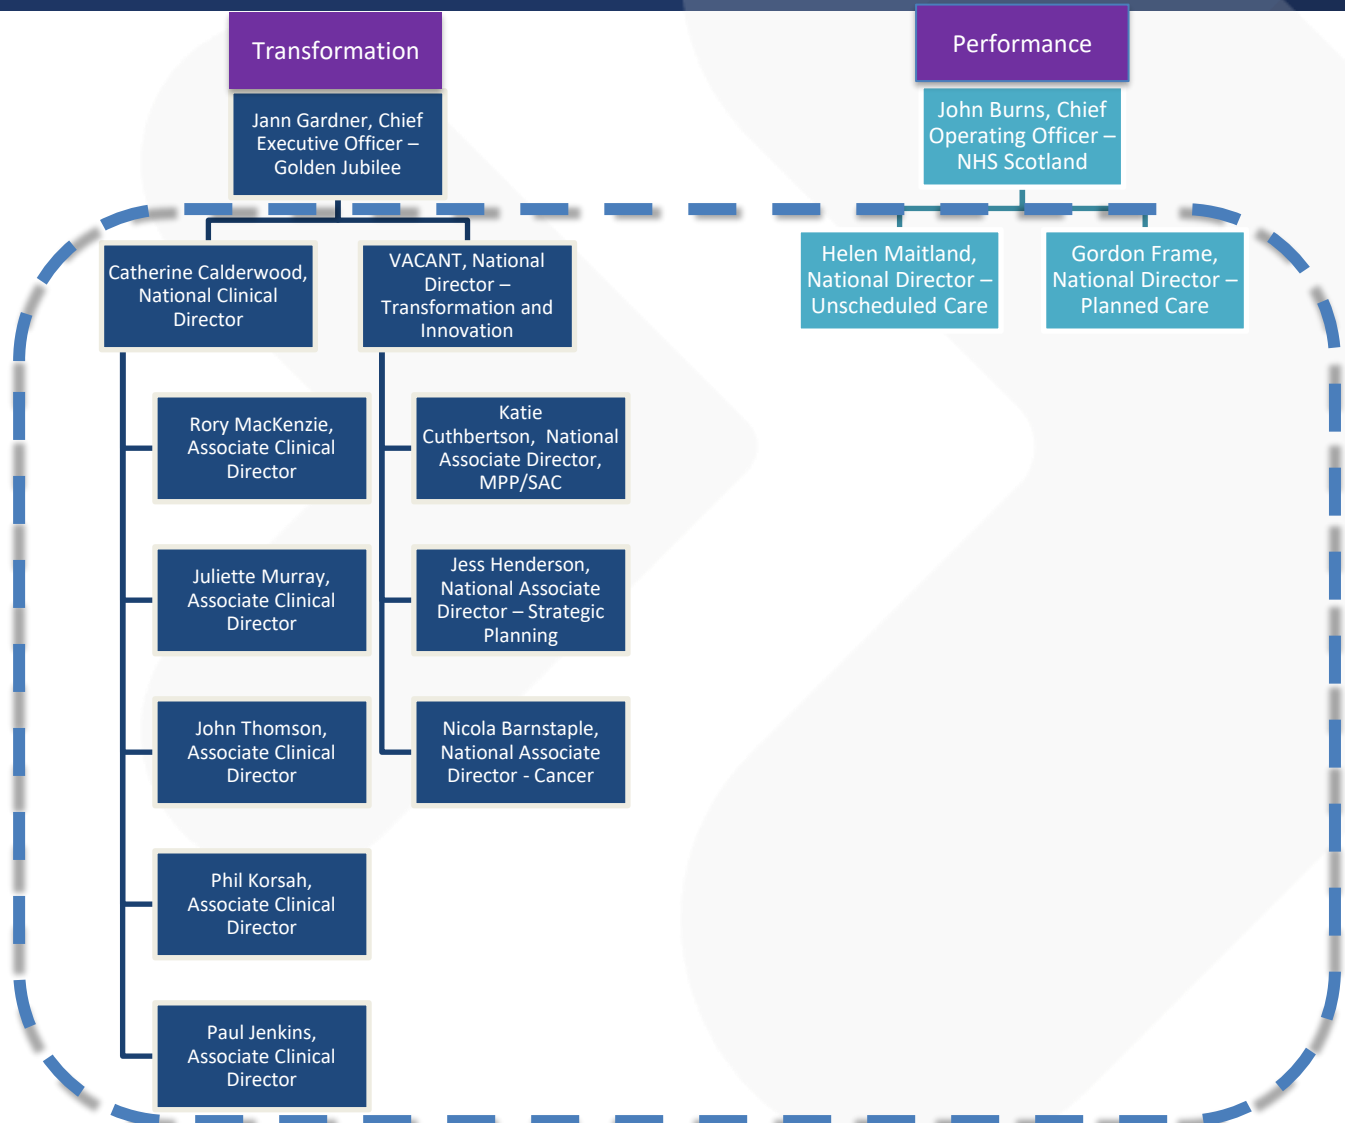 Transformation
Jann Gardner, Chief
Executive Officer –
Golden Jubilee
Catherine Calderwood,
National Clinical
Director
Rory MacKenzie,
Associate Clinical
Director
Juliette Murray,
Associate Clinical
Director
John Thomson,
Associate Clinical
Director
Phil Korsah,
Associate Clinical
Director
Paul Jenkins,
Associate Clinical
Director
VACANT, National
Director –
Transformation and
Innovation
Katie
Cuthbertson, National
Associate Director,
MPP/SAC
Jess Henderson,
National Associate
Director – Strategic
Planning
Nicola Barnstaple,
National Associate
Director - Cancer
Performance
John Burns, Chief
Operating Officer –
NHS Scotland
Helen Maitland,
National Director –
Unscheduled Care
Gordon Frame,
National Director –
Planned Care